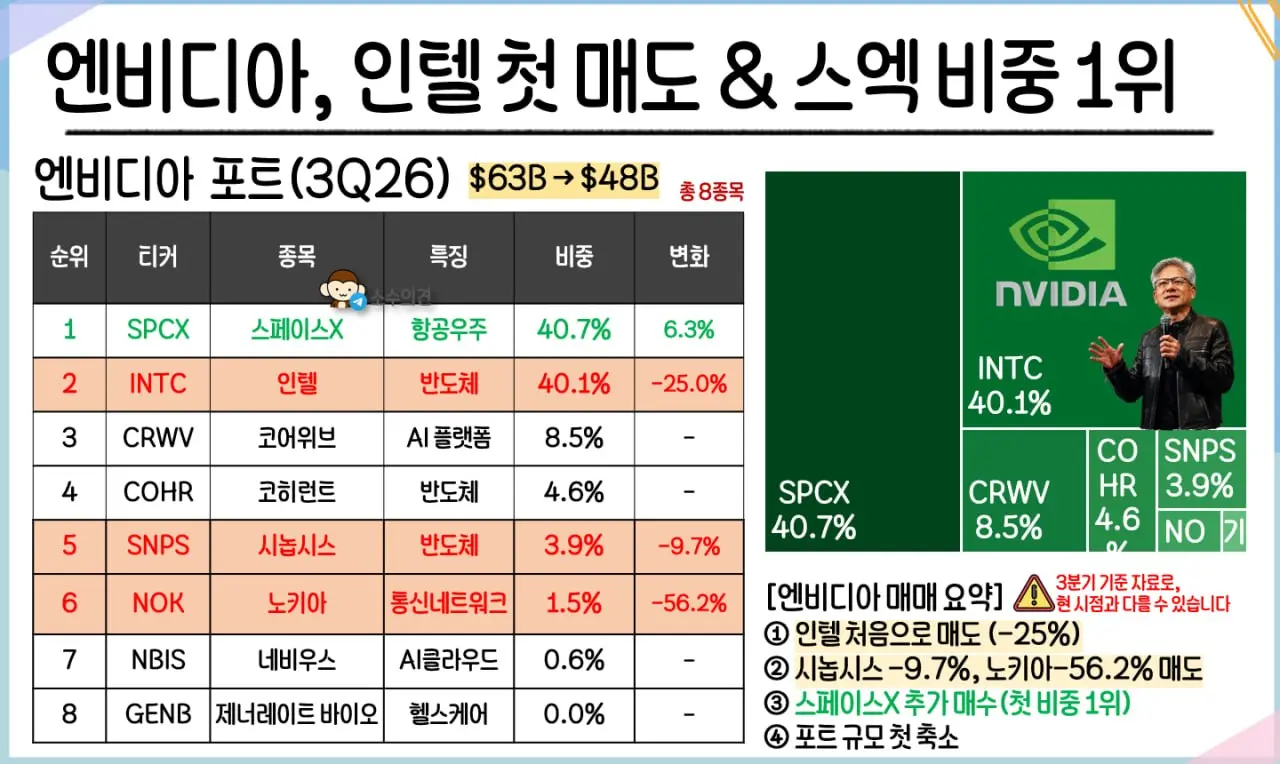 엔비디아, 인텔 첫 매도 & 스엑 비중 1위
엔비디아 포트(3Q26) $63B → $48B 총 8종목
순위 티커 종목 특징 비중 변화
소수의견
1 SPCX 스페이스X 항공우주 40.7% 6.3%
2 INTC 인텔 반도체 40.1% -25.0%
3 CRWV 코어위브 AI 플랫폼 8.5% -
4 COHR 코히런트 반도체 4.6% -
5 SNPS 시놉시스 반도체 3.9% -9.7%
6 NOK 노키아 통신네트워크 1.5% -56.2%
7 NBIS 네비우스 AI클라우드 0.6% -
8 GENB 제너레이트 바이오 헬스케어 0.0% -
NVIDIA
SPCX
40.7%
INTC
40.1%
CRWV
8.5%
CO
HR
4.6
%
SNPS
3.9%
NO
기
[엔비디아 매매 요약]
3분기 기준 자료로,
현 시점과 다를 수 있습니다
① 인텔 처음으로 매도 (-25%)
② 시놉시스 -9.7%, 노키아-56.2% 매도
③ 스페이스X 추가 매수 (첫 비중 1위)
④ 포트 규모 첫 축소